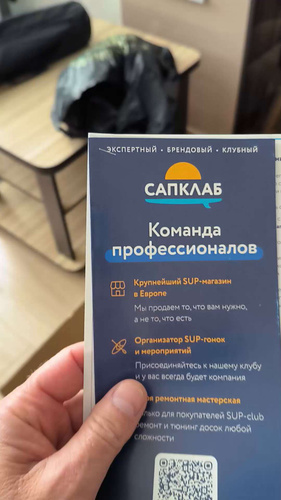 ЭКСПЕРТНЫЙ • БРЕНДОВЫЙ • КЛУБНЫЙ
САПКЛАБ
Команда
профессионалов
Крупнейший SUP-магазин
в Европе
Мы продаем то, что вам нужно,
а не то, что есть
Организатор SUP-гонок
и мероприятий
Присоединяйтесь к нашему клубу
и у вас всегда будет компания
ремонтная мастерская
для покупателей SUP-club
и тюнинг досок любой
сложности